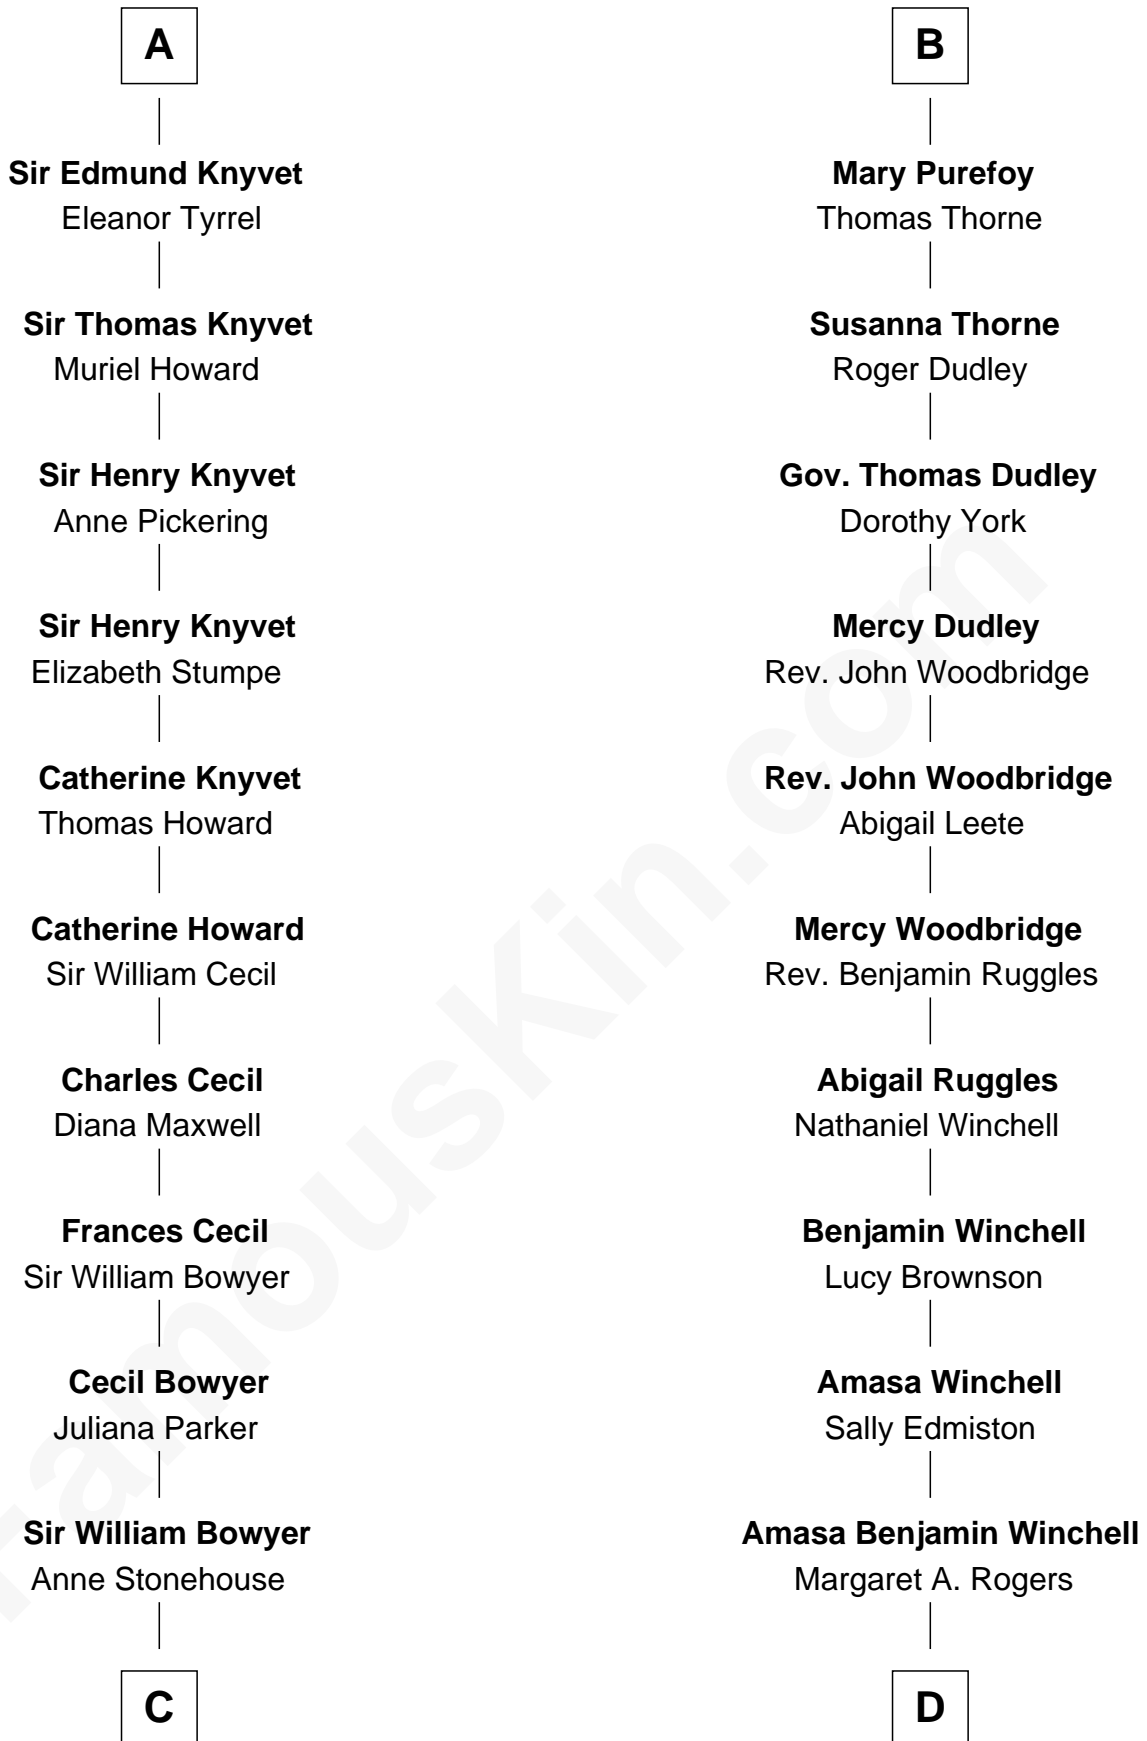 A
Sir Edmund Knyvet
Eleanor Tyrrel
Sir Thomas Knyvet
Muriel Howard
Sir Henry Knyvet
Anne Pickering
Sir Henry Knyvet
Elizabeth Stumpe
Catherine Knyvet
Thomas Howard
Catherine Howard
Sir William Cecil
Charles Cecil
Diana Maxwell
Frances Cecil
Sir William Bowyer
Cecil Bowyer
Juliana Parker
Sir William Bowyer
Anne Stonehouse
C
B
Mary Purefoy
Thomas Thorne
Susanna Thorne
Roger Dudley
Gov. Thomas Dudley
Dorothy York
Mercy Dudley
Rev. John Woodbridge
Rev. John Woodbridge
Abigail Leete
Mercy Woodbridge
Rev. Benjamin Ruggles
Abigail Ruggles
Nathaniel Winchell
Benjamin Winchell
Lucy Brownson
Amasa Winchell
Sally Edmiston
Amasa Benjamin Winchell
Margaret A. Rogers
D
FamousKin.com